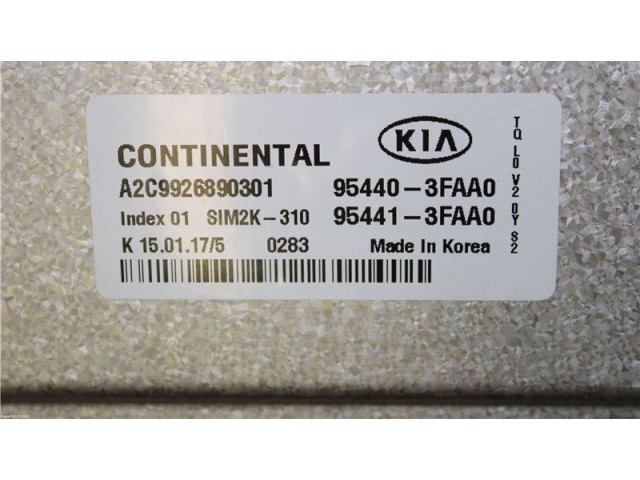 CONTINENTAL KIA
A2C9926890301 95440-3FAA0
Index 01 SIM2K-310 95441-3FAA0
K 15.01.17/5 0283 Made In Korea
TQ LD V2 0Y S2